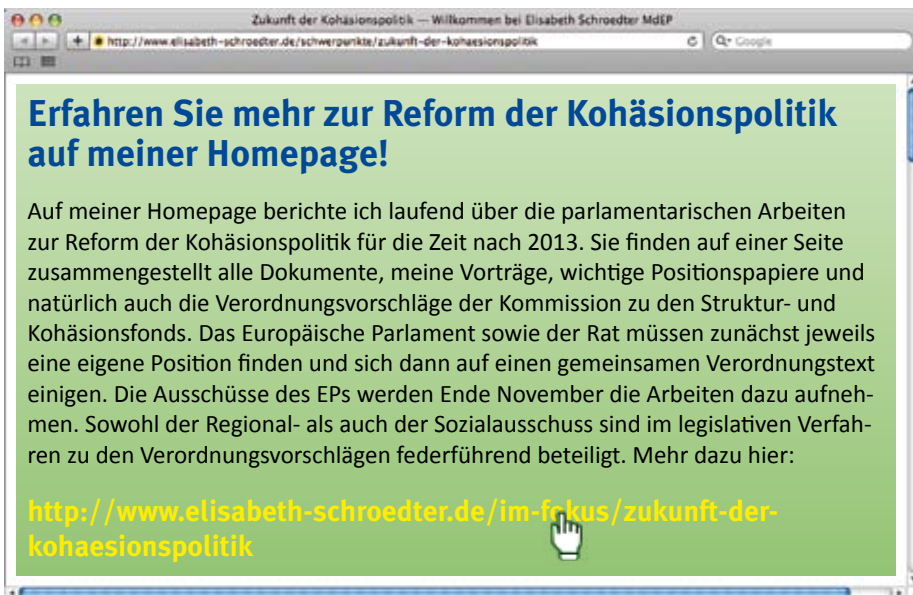 Zukunft der Kohäsionspolitik — Willkommen bei Elisabeth Schroedter MdEP
http://www.elisabeth-schroedter.de/schwerpunkte/zukunft-der-kohaesionspolitik
Google
Erfahren Sie mehr zur Reform der Kohäsionspolitik
auf meiner Homepage!
Auf meiner Homepage berichte ich laufend über die parlamentarischen Arbeiten
zur Reform der Kohäsionspolitik für die Zeit nach 2013. Sie finden auf einer Seite
zusammengestellt alle Dokumente, meine Vorträge, wichtige Positionspapiere und
natürlich auch die Verordnungsvorschläge der Kommission zu den Struktur- und
Kohäsionsfonds. Das Europäische Parlament sowie der Rat müssen zunächst jeweils
eine eigene Position finden und sich dann auf einen gemeinsamen Verordnungstext
einigen. Die Ausschüsse des EPs werden Ende November die Arbeiten dazu aufneh-
men. Sowohl der Regional- als auch der Sozialausschuss sind im legislativen Verfah-
ren zu den Verordnungsvorschlägen federführend beteiligt. Mehr dazu hier:
http://www.elisabeth-schroedter.de/im-fokus/zukunft-der-
kohaesionspolitik